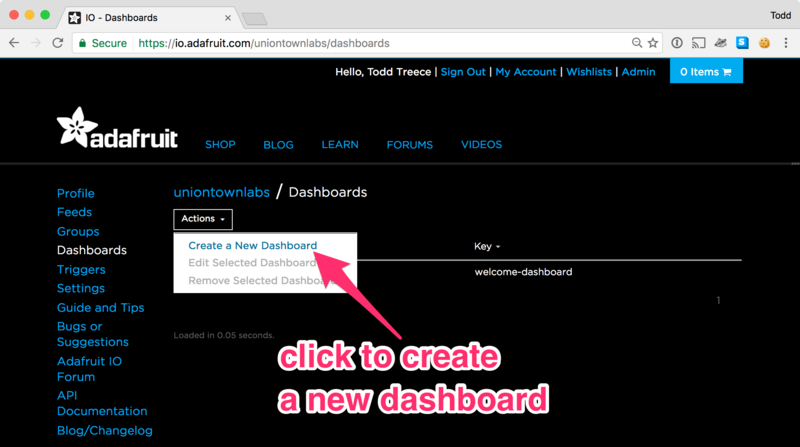 IO - Dashboards
Todd
Secure https://io.adafruit.com/uniontownlabs/dashboards
Hello, Todd Treece | Sign Out | My Account | Wishlists | Admin
0 Items
adafruit
SHOP BLOG LEARN FORUMS VIDEOS
Profile
Feeds
Groups
Dashboards
Triggers
Settings
Guide and Tips
Bugs or
Suggestions
Adafruit IO
Forum
API
Documentation
Blog/Changelog
uniontownlabs / Dashboards
Actions
Create a New Dashboard
Edit Selected Dashboard
Remove Selected Dashboard
Key
welcome-dashboard
1
Loaded in 0.05 seconds.
click to create
a new dashboard